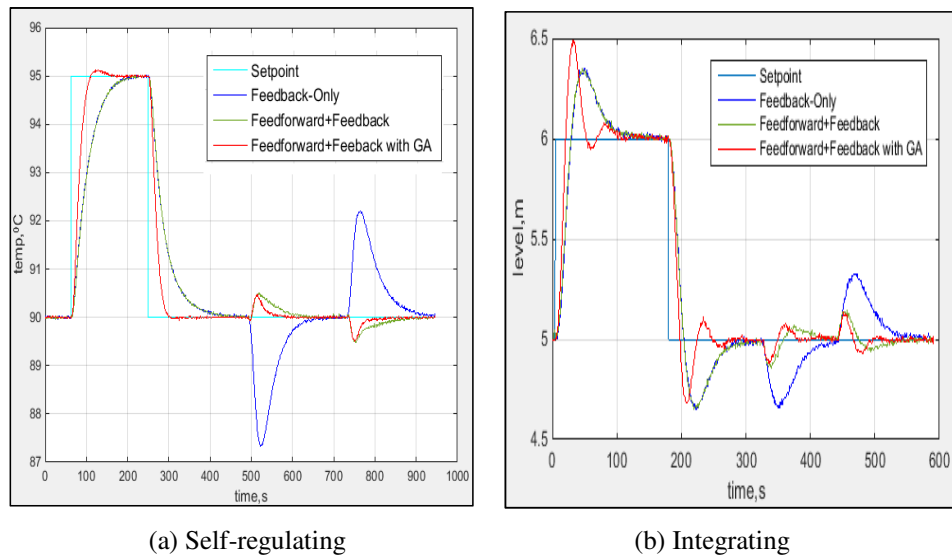 96
95
94
93
92
91
90
89
88
87
temp,ºC
0
100
200
300
400
500
600
700
800
900
1000
time,s
Setpoint
Feedback-Only
Feedforward+Feedback
Feedforward+Feeback with GA
(a) Self-regulating
6.5
6
5.5
5
4.5
level,m
0
100
200
300
400
500
600
time,s
Setpoint
Feedback-Only
Feedforward+Feedback
Feedforward+Feedback with GA
(b) Integrating